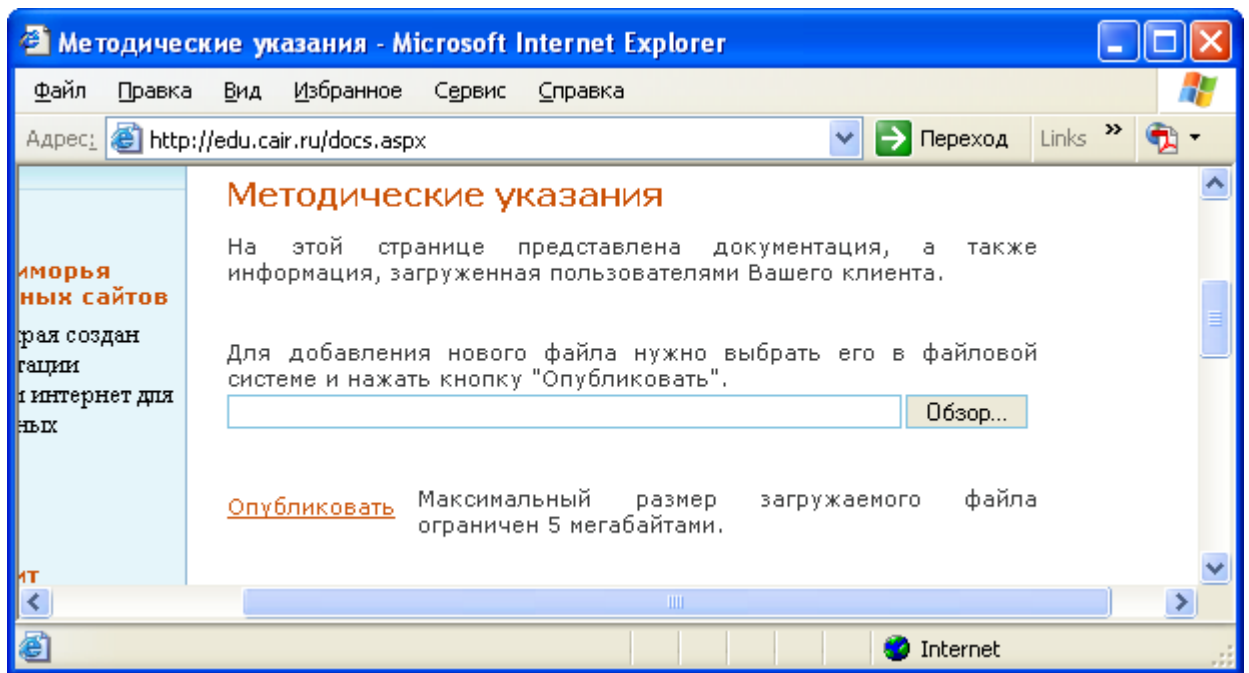 Методические указания - Microsoft Internet Explorer
Файл Правка Вид Избранное Сервис Справка
Адрес: http://edu.cair.ru/docs.aspx Переход Links »
Методические указания
На этой странице представлена документация, а также
информация, загруженная пользователями Вашего клиента.
иморья
ных сайтов
рая создан
тации
и интернет для
ных
Для добавления нового файла нужно выбрать его в файловой
системе и нажать кнопку "Опубликовать".
Обзор...
Опубликовать
Максимальный размер загружаемого файла
ограничен 5 мегабайтами.
ит
Internet